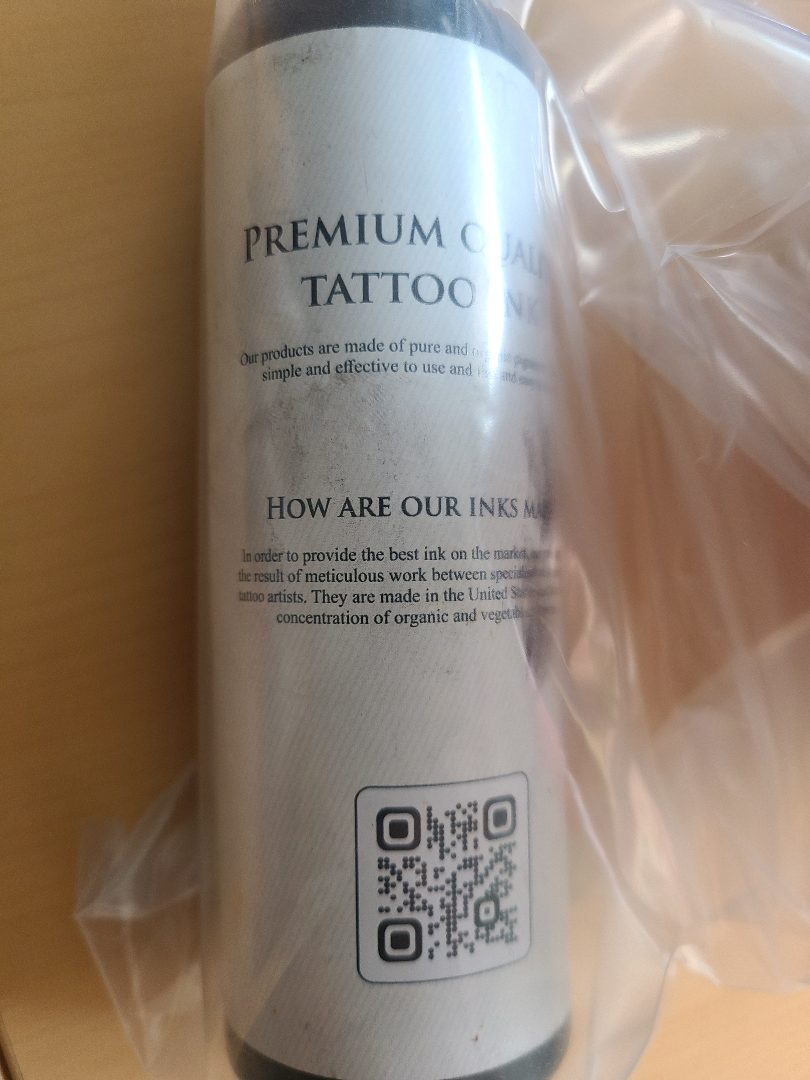 PREMIUM QUALI
TATTOO INK
Our products are made of pure and
simple and effective to use and
HOW ARE OUR INKS
In order to provide the best ink on the market,
the result of meticulous work between
tattoo artists. They are made in the United
concentration of organic and